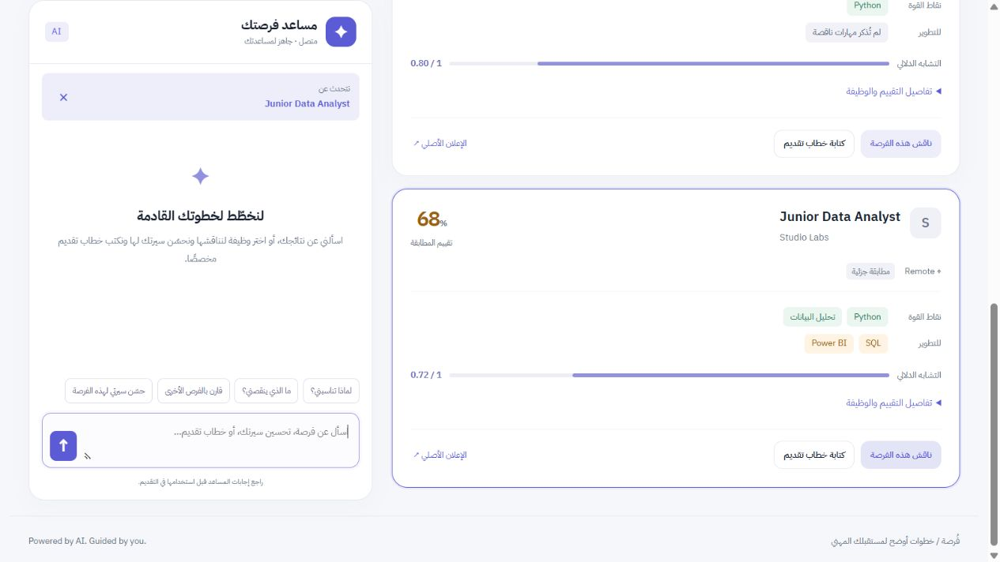 نقاط القوة
Python
للتطوير
لم تُذكر مهارات ناقصة
التشابه الدلالي
0.80 / 1
◀ تفاصيل التقييم والوظيفة
ناقش هذه الفرصة
كتابة خطاب تقديم
الإعلان الأصلي ↗
S
Junior Data Analyst
Studio Labs
68%
تقييم المطابقة
⌖ Remote
مطابقة جزئية
نقاط القوة
Python
تحليل البيانات
للتطوير
SQL
Power BI
التشابه الدلالي
0.72 / 1
◀ تفاصيل التقييم والوظيفة
ناقش هذه الفرصة
كتابة خطاب تقديم
الإعلان الأصلي ↗
مساعد فرصتك
متصل · جاهز لمساعدتك
AI
نتحدث عن
Junior Data Analyst
×
لنخطّط لخطوتك القادمة
اسألني عن نتائجك، أو اختر وظيفة لنناقشها ونحسّن سيرتك لها ونكتب خطاب تقديم
مخصصًا.
لماذا تناسبني؟
ما الذي ينقصني؟
قارن بالفرص الأخرى
حسّن سيرتي لهذه الفرصة
اسأل عن فرصة، تحسين سيرتك، أو خطاب تقديم...
↑
راجع إجابات المساعد قبل استخدامها في التقديم.
فُرصة / خطوات أوضح لمستقبلك المهني
Powered by AI. Guided by you.